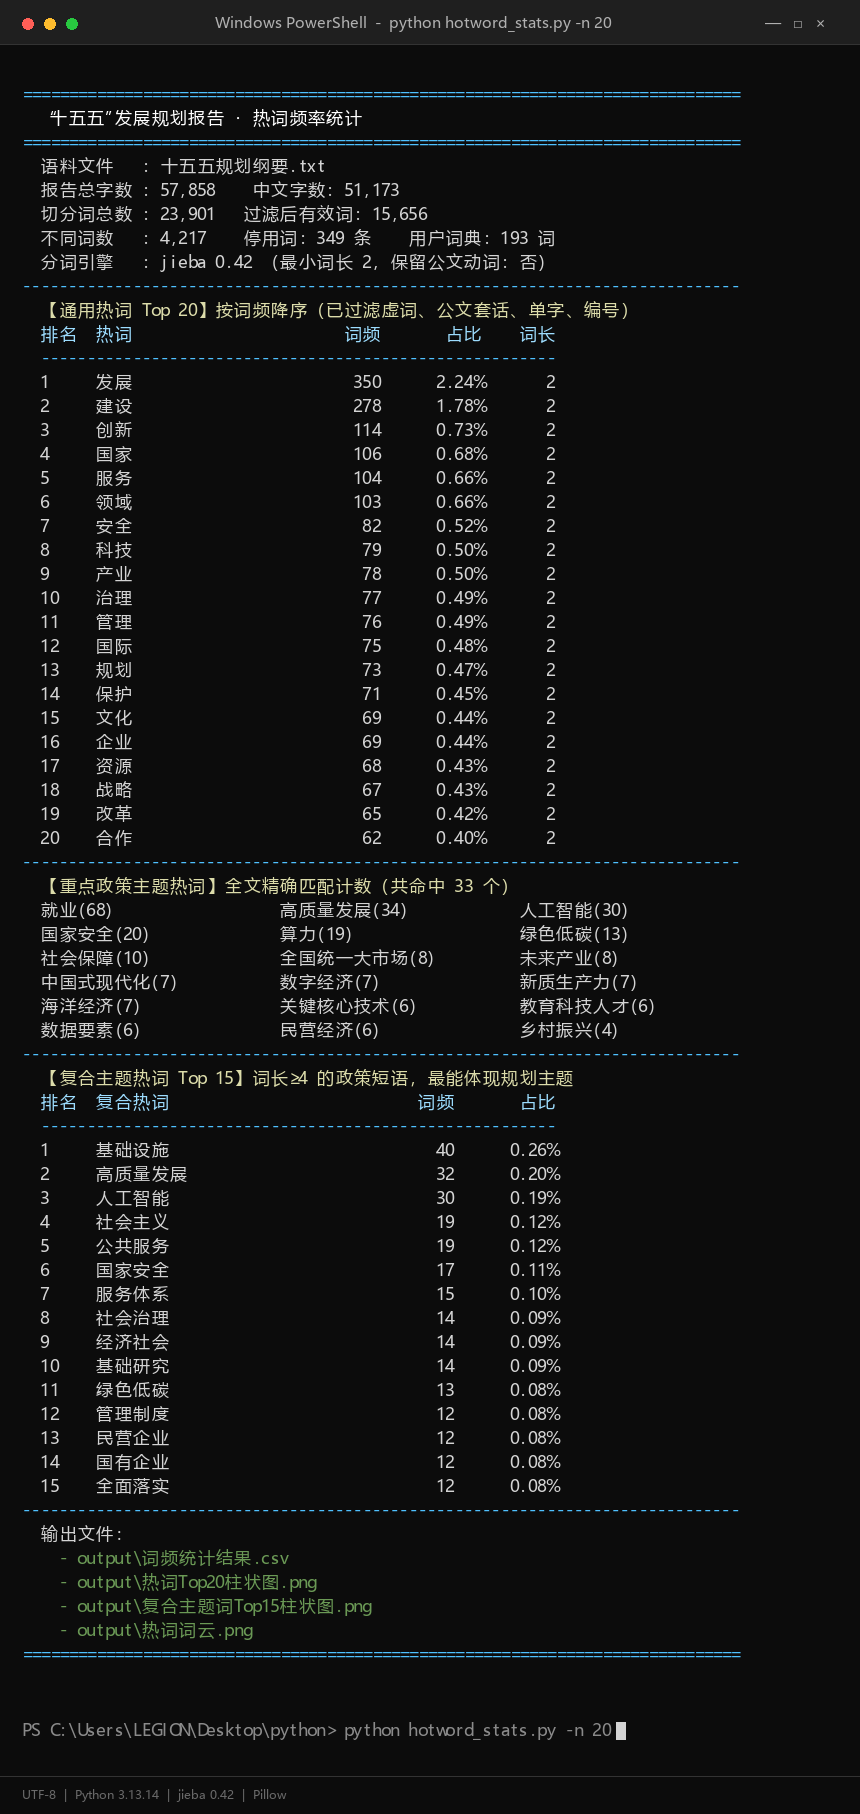 Windows PowerShell - python hotword_stats.py -n 20
==============================================================================
“十五五”发展规划报告 · 热词频率统计
==============================================================================
语料文件 : 十五五规划纲要.txt
报告总字数 : 57,858 中文字数: 51,173
切分词总数 : 23,901 过滤后有效词: 15,656
不同词数 : 4,217 停用词: 349 条 用户词典: 193 词
分词引擎 : jieba 0.42 (最小词长 2, 保留公文动词: 否)
------------------------------------------------------------------------------
【通用热词 Top 20】按词频降序 (已过滤虚词、公文套话、单字、编号)
排名 热词 词频 占比 词长
--------------------------------------------------------
1 发展 350 2.24% 2
2 建设 278 1.78% 2
3 创新 114 0.73% 2
4 国家 106 0.68% 2
5 服务 104 0.66% 2
6 领域 103 0.66% 2
7 安全 82 0.52% 2
8 科技 79 0.50% 2
9 产业 78 0.50% 2
10 治理 77 0.49% 2
11 管理 76 0.49% 2
12 国际 75 0.48% 2
13 规划 73 0.47% 2
14 保护 71 0.45% 2
15 文化 69 0.44% 2
16 企业 69 0.44% 2
17 资源 68 0.43% 2
18 战略 67 0.43% 2
19 改革 65 0.42% 2
20 合作 62 0.40% 2
------------------------------------------------------------------------------
【重点政策主题热词】全文精确匹配计数 (共命中 33 个)
就业(68) 高质量发展(34) 人工智能(30)
国家安全(20) 算力(19) 绿色低碳(13)
社会保障(10) 全国统一大市场(8) 未来产业(8)
中国式现代化(7) 数字经济(7) 新质生产力(7)
海洋经济(7) 关键核心技术(6) 教育科技人才(6)
数据要素(6) 民营经济(6) 乡村振兴(4)
------------------------------------------------------------------------------
【复合主题热词 Top 15】词长≥4 的政策短语, 最能体现规划主题
排名 复合热词 词频 占比
--------------------------------------------------------
1 基础设施 40 0.26%
2 高质量发展 32 0.20%
3 人工智能 30 0.19%
4 社会主义 19 0.12%
5 公共服务 19 0.12%
6 国家安全 17 0.11%
7 服务体系 15 0.10%
8 社会治理 14 0.09%
9 经济社会 14 0.09%
10 基础研究 14 0.09%
11 绿色低碳 13 0.08%
12 管理制度 12 0.08%
13 民营企业 12 0.08%
14 国有企业 12 0.08%
15 全面落实 12 0.08%
------------------------------------------------------------------------------
输出文件:
- output\词频统计结果.csv
- output\热词Top20柱状图.png
- output\复合主题词Top15柱状图.png
- output\热词词云.png
==============================================================================
PS C:\Users\LEGION\Desktop\python> python hotword_stats.py -n 20
UTF-8 | Python 3.13.14 | jieba 0.42 | Pillow